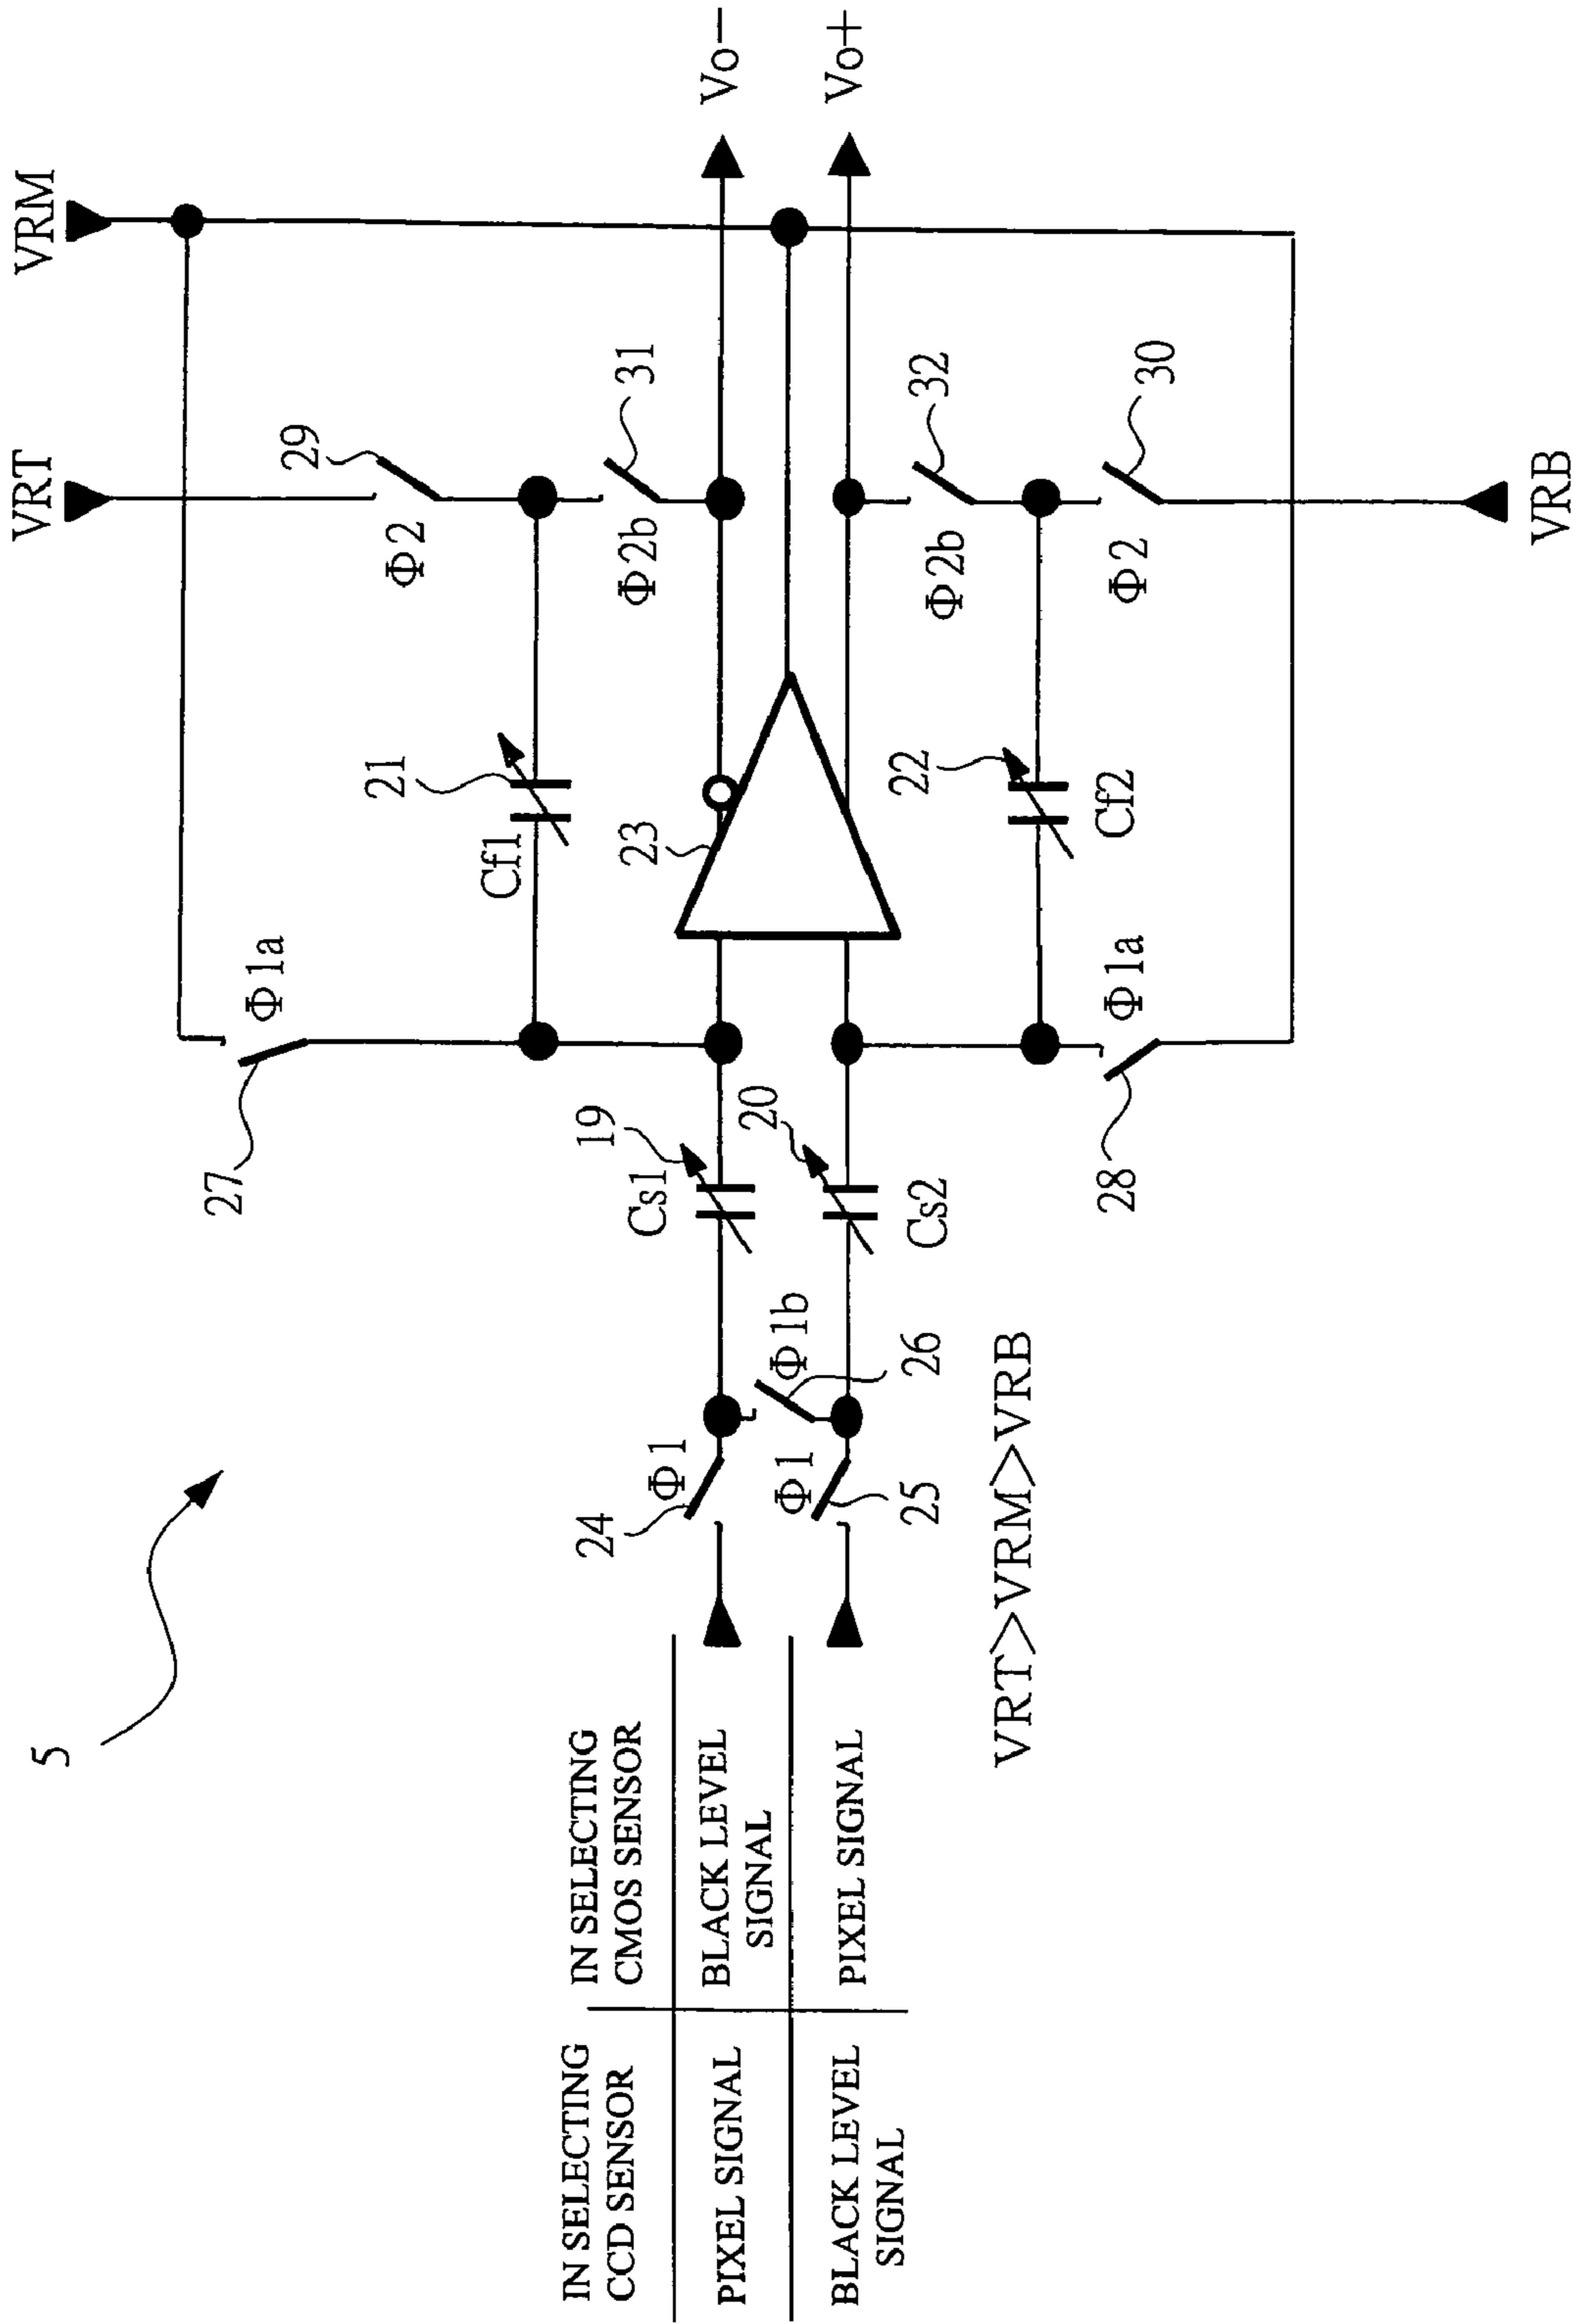 5
VRT
VRM
29
Φ2
27
Φ1a
21
Cf1
Φ2b
31
IN SELECTING
CCD SENSOR
IN SELECTING
CMOS SENSOR
PIXEL SIGNAL
BLACK LEVEL
SIGNAL
24
Φ1
19
Cs1
23
Vo−
Φ1b
20
BLACK LEVEL
SIGNAL
PIXEL SIGNAL
Φ1
25
26
Cs2
22
Vo+
Φ2b
32
VRT>VRM>VRB
28
Φ1a
Cf2
Φ2
30
VRB